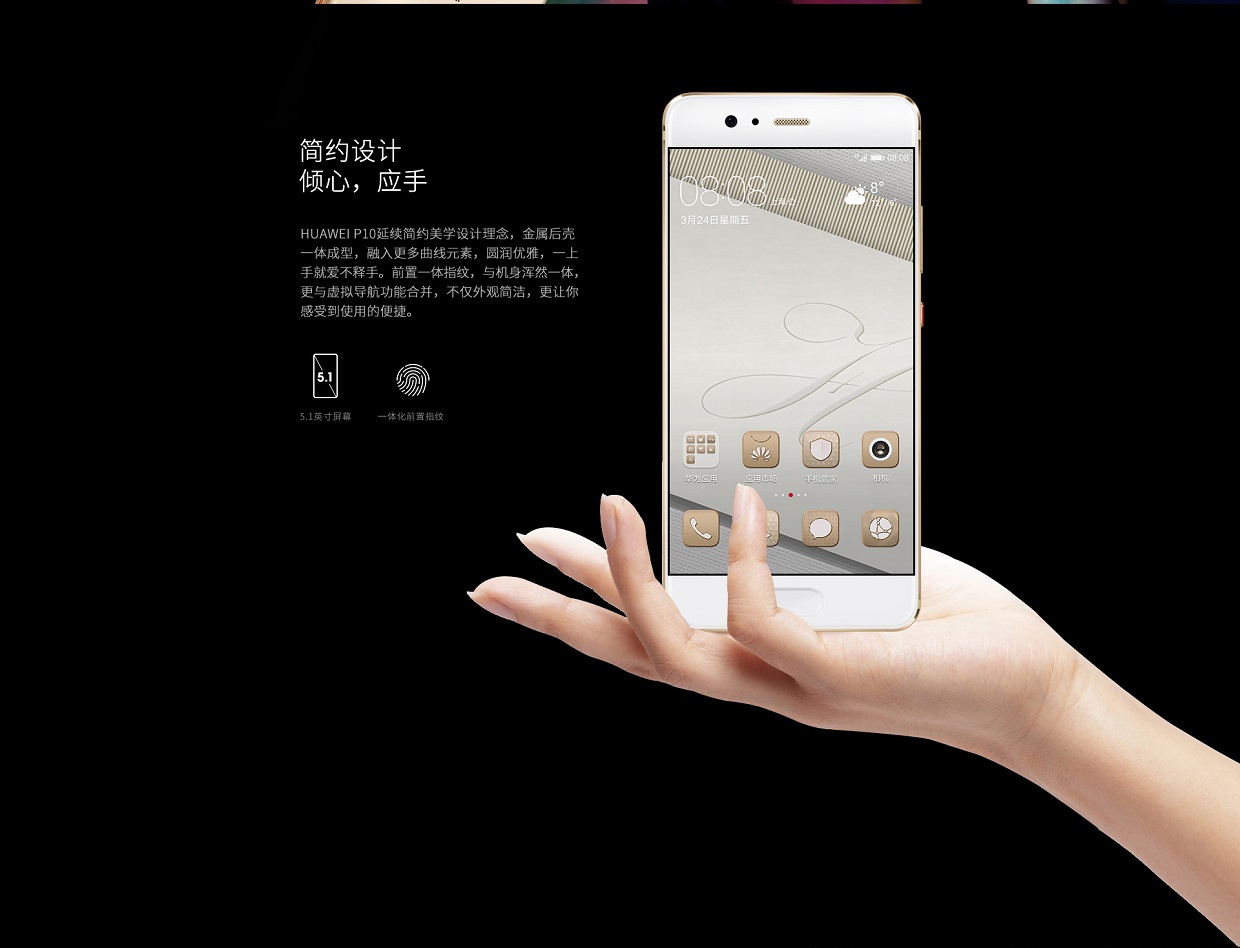 简约设计
倾心，应手
HUAWEI P10延续简约美学设计理念，金属后壳
一体成型，融入更多曲线元素，圆润优雅，一上
手就爱不释手。前置一体指纹，与机身浑然一体，
更与虚拟导航功能合并，不仅外观简洁，更让你
感受到使用的便捷。
5.1
5.1英寸屏幕
一体化前置指纹
08:08
08:08
上海
8°
3月24日星期五
华为应用
应用市场
手机管家
相机